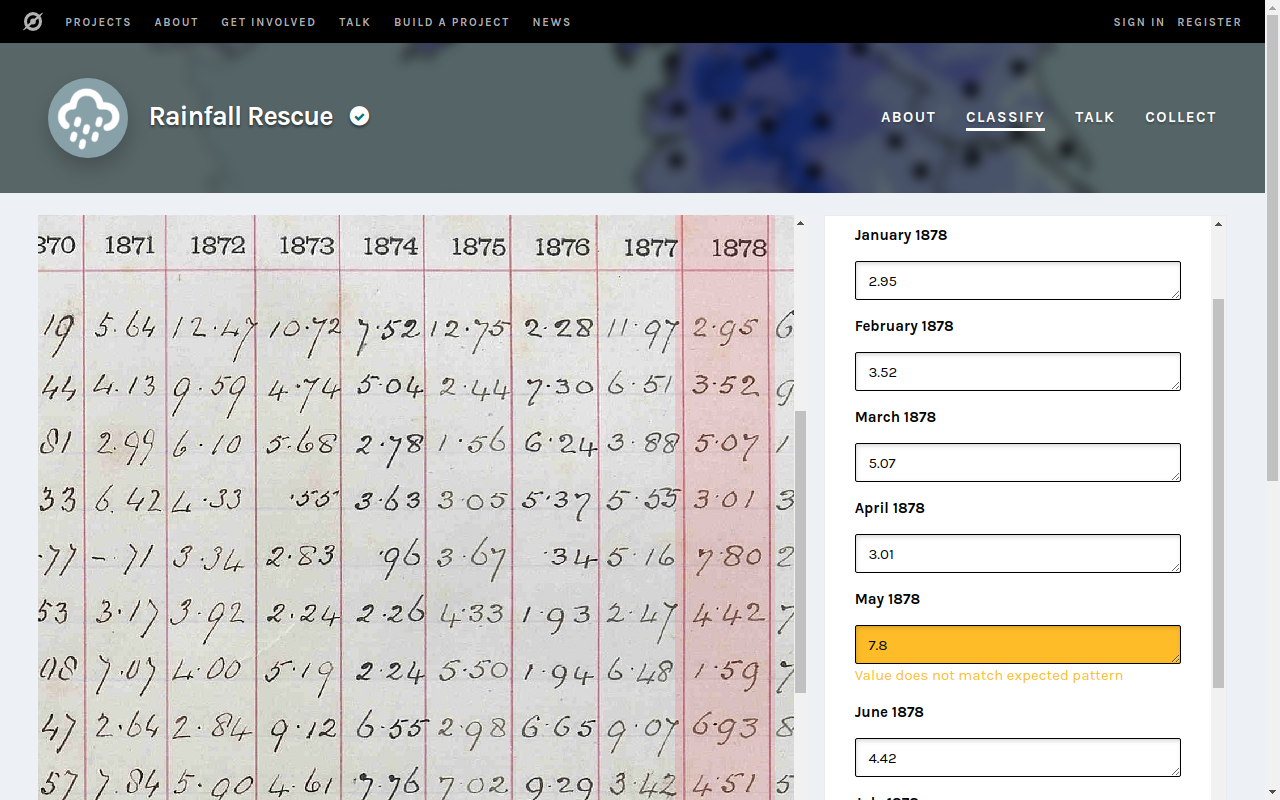 PROJECTS ABOUT GET INVOLVED TALK BUILD A PROJECT NEWS SIGN IN REGISTER
Rainfall Rescue ABOUT CLASSIFY TALK COLLECT
370 1871 1872 1873 1874 1875 1876 1877 1878
19 5.64 12.47 10.72 7.52 12.75 2.28 11.97 2.95 6
44 4.13 9.59 4.74 5.04 2.44 7.30 6.51 3.52 9
81 2.99 6.10 5.68 2.78 1.56 6.24 3.88 5.07 1
33 6.42 4.33 .55 3.63 3.05 5.37 5.55 3.01 3
.77 -.71 3.34 2.83 .96 3.67 .34 5.16 7.80 2
53 3.17 3.92 2.24 2.26 4.33 1.93 2.47 4.42 7
08 7.07 4.00 5.19 2.24 5.50 1.94 6.48 1.59 7
47 2.64 2.84 9.12 6.55 2.98 6.65 9.07 6.93 8
57 7.84 5.90 4.61 7.76 7.02 9.29 3.42 4.51 5
January 1878
2.95
February 1878
3.52
March 1878
5.07
April 1878
3.01
May 1878
7.8
Value does not match expected pattern
June 1878
4.42